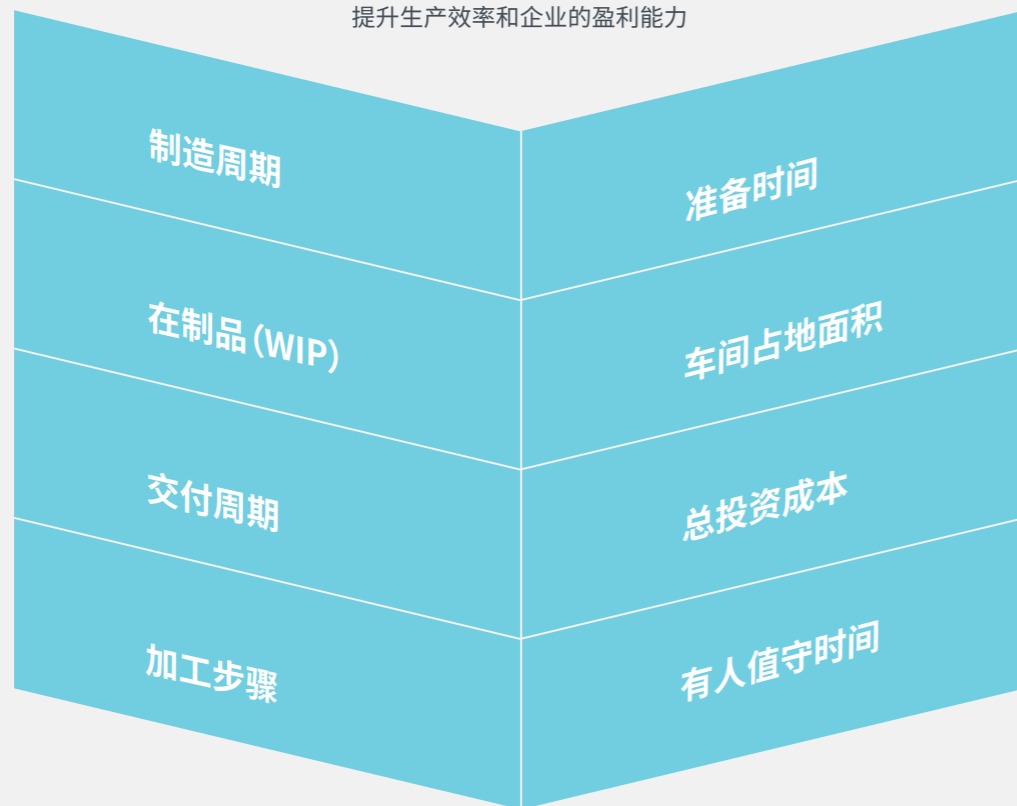 提升生产效率和企业的盈利能力
制造周期
准备时间
在制品(WIP)
车间占地面积
交付周期
总投资成本
加工步骤
有人值守时间